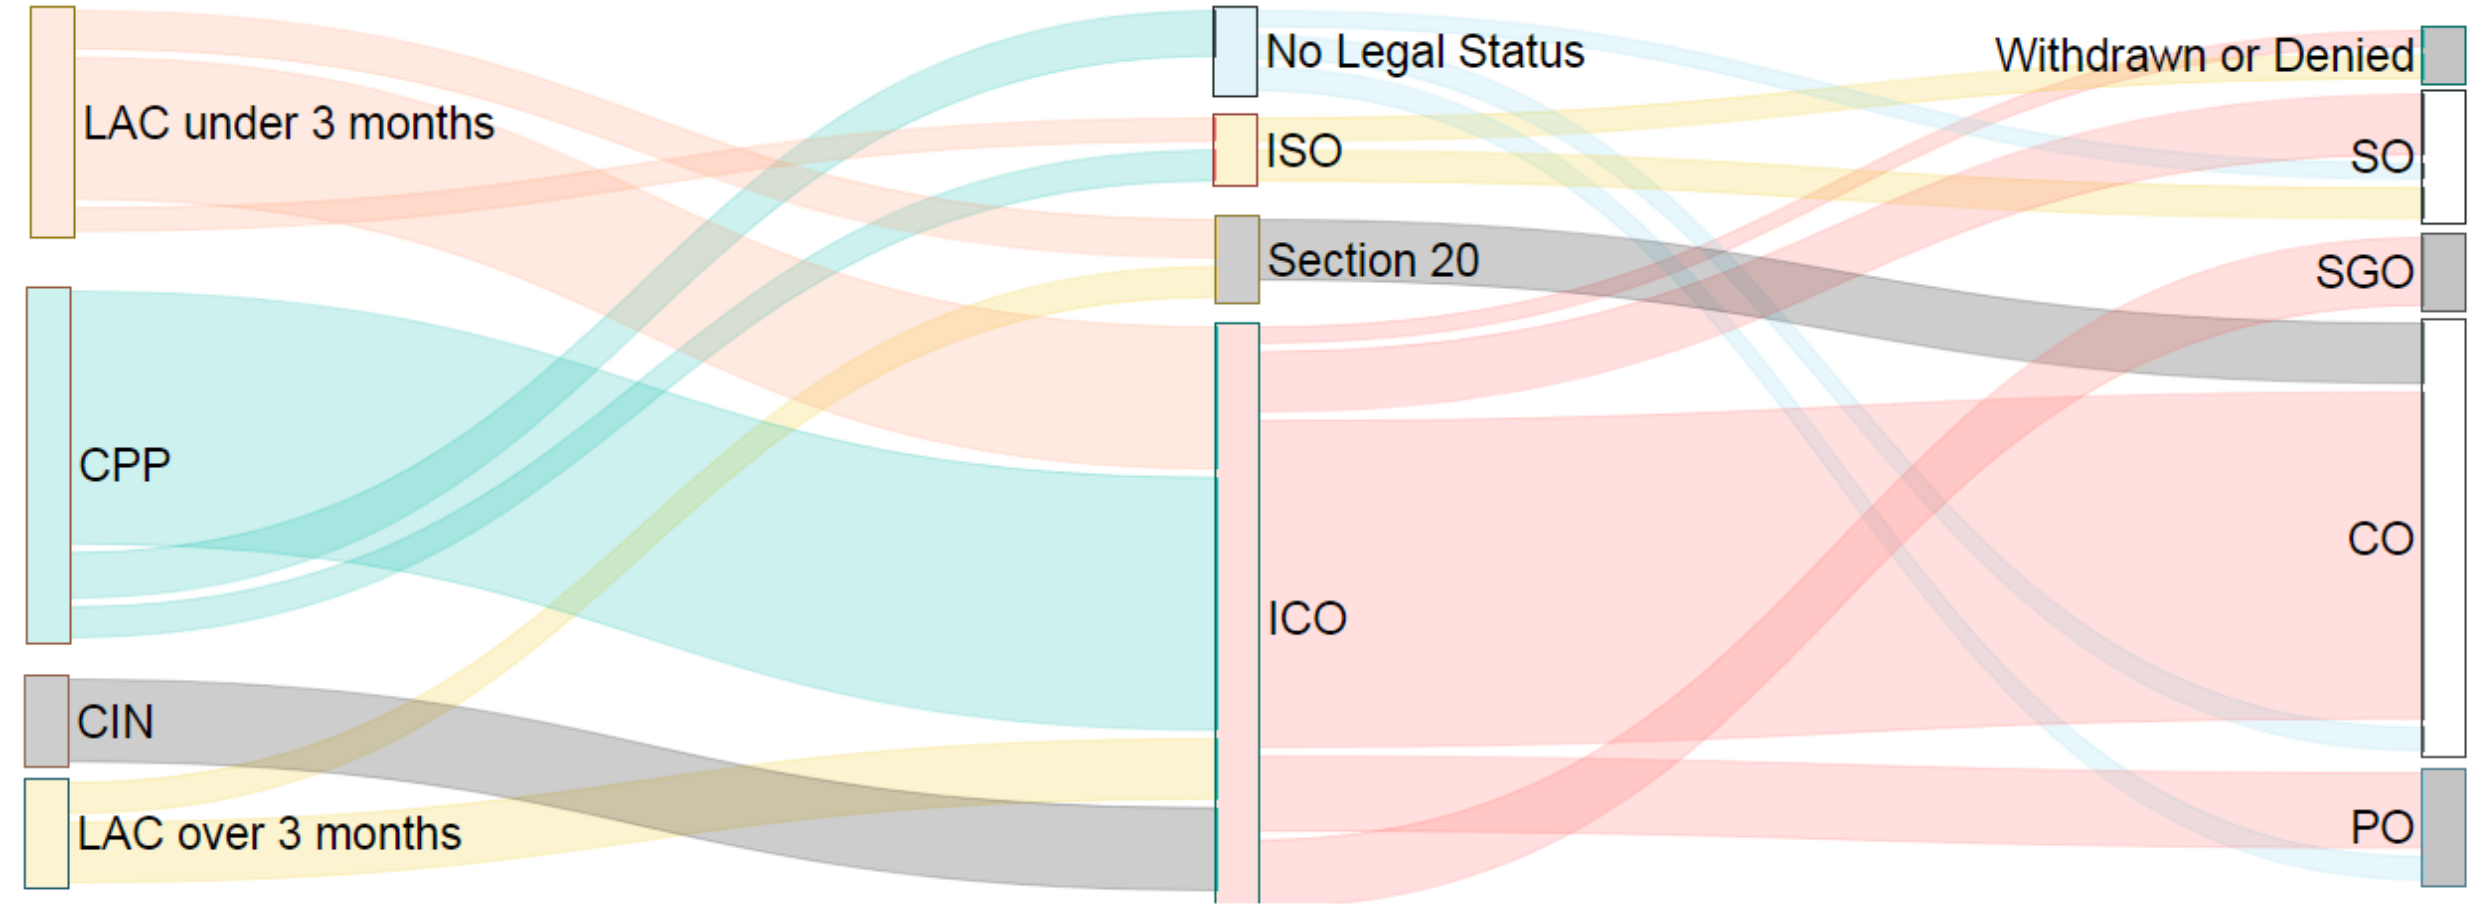 LAC under 3 months
CPP
CIN
LAC over 3 months
No Legal Status
ISO
Section 20
ICO
Withdrawn or Denied
SO
SGO
CO
PO